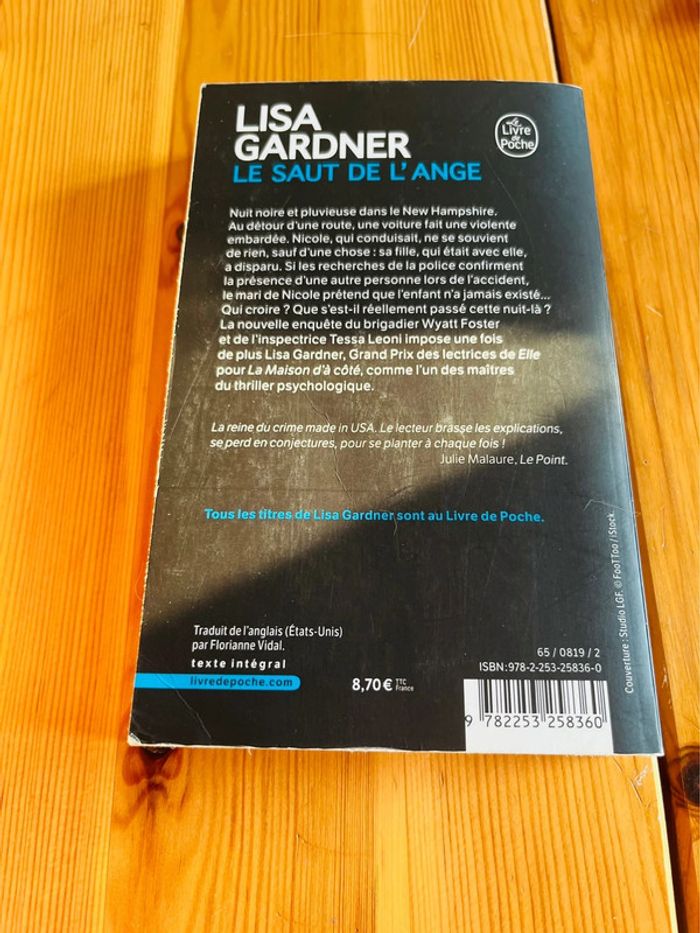 LISA
GARDNER
LE SAUT DE L'ANGE
Le
Livre
de
Poche
Nuit noire et pluvieuse dans le New Hampshire.
Au détour d'une route, une voiture fait une violente
embardée. Nicole, qui conduisait, ne se souvient
de rien, sauf d'une chose : sa fille, qui était avec elle,
a disparu. Si les recherches de la police confirment
la présence d'une autre personne lors de l'accident,
le mari de Nicole prétend que l'enfant n'a jamais existé...
Qui croire ? Que s'est-il réellement passé cette nuit-là ?
La nouvelle enquête du brigadier Wyatt Foster
et de l'inspectrice Tessa Leoni impose une fois
de plus Lisa Gardner, Grand Prix des lectrices de Elle
pour La Maison d'à côté, comme l'un des maîtres
du thriller psychologique.
La reine du crime made in USA. Le lecteur brasse les explications,
se perd en conjectures, pour se planter à chaque fois !
Julie Malaure, Le Point.
Tous les titres de Lisa Gardner sont au Livre de Poche.
Traduit de l'anglais (États-Unis)
par Florianne Vidal.
texte intégral
livredepoche.com
8,70 € TTC
France
65 / 0819 / 2
ISBN:978-2-253-25836-0
9 782253 258360
Couverture : Studio LGF. © FooTToo / iStock.